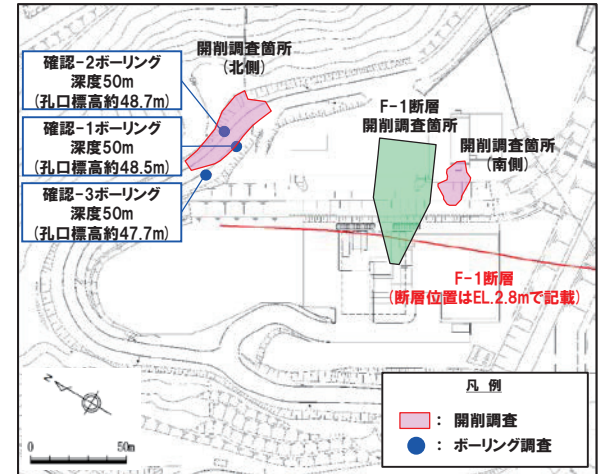 確認-2ボーリング
深度50m
(孔口標高約48.7m)
確認-1ボーリング
深度50m
(孔口標高約48.5m)
確認-3ボーリング
深度50m
(孔口標高約47.7m)
開削調査箇所
(北側)
F-1断層
開削調査箇所
開削調査箇所
(南側)
F-1断層
(断層位置はEL.2.8mで記載)
N
0 50m
凡 例
: 開削調査
: ボーリング調査